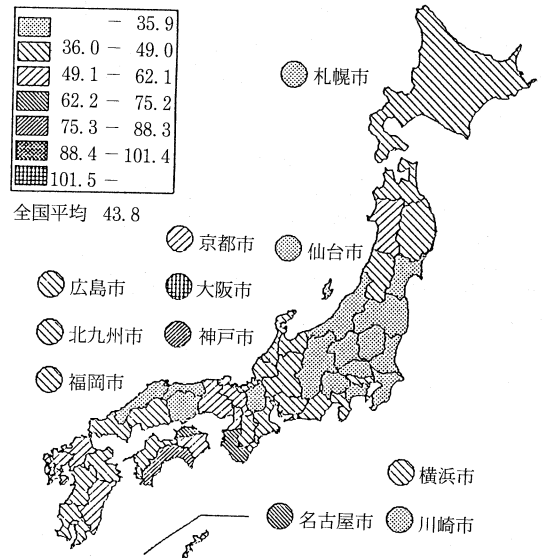 － 35.9
36.0 － 49.0
49.1 － 62.1
62.2 － 75.2
75.3 － 88.3
88.4 － 101.4
101.5 －
全国平均 43.8
札幌市
京都市
仙台市
広島市
大阪市
北九州市
神戸市
福岡市
横浜市
名古屋市
川崎市